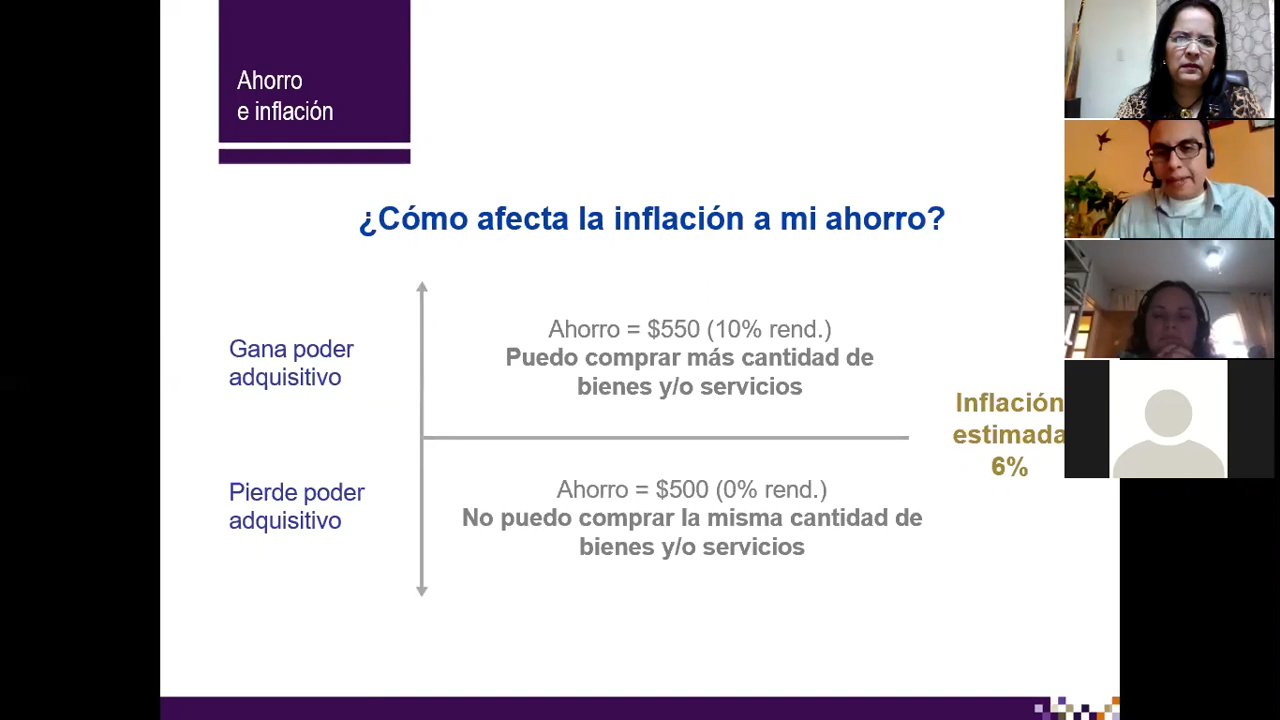 Ahorro
e inflación
¿Cómo afecta la inflación a mi ahorro?
Gana poder
adquisitivo
Ahorro = $550 (10% rend.)
Puedo comprar más cantidad de
bienes y/o servicios
Inflación
estimada
6%
Pierde poder
adquisitivo
Ahorro = $500 (0% rend.)
No puedo comprar la misma cantidad de
bienes y/o servicios